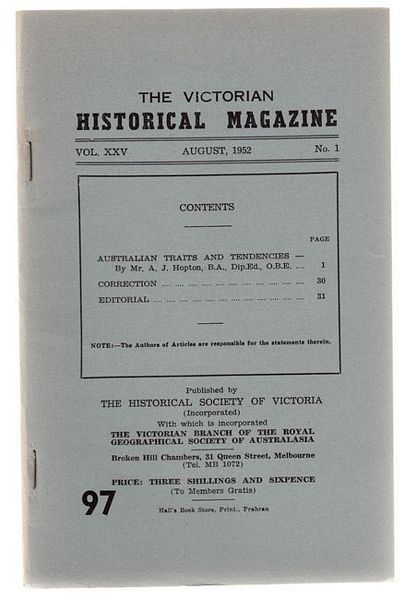 THE VICTORIAN
HISTORICAL MAGAZINE
VOL. XXV AUGUST, 1952 No. 1
CONTENTS
PAGE
AUSTRALIAN TRAITS AND TENDENCIES —
By Mr. A. J. Hopton, B.A., Dip.Ed., O.B.E. .... 1
CORRECTION .... .... .... .... .... .... .... .... .... .... .... 30
EDITORIAL .... .... .... .... .... .... .... .... .... .... .... 31
NOTE:—The Authors of Articles are responsible for the statements therein.
Published by
THE HISTORICAL SOCIETY OF VICTORIA
(Incorporated)
With which is incorporated
THE VICTORIAN BRANCH OF THE ROYAL
GEOGRAPHICAL SOCIETY OF AUSTRALASIA
Broken Hill Chambers, 31 Queen Street, Melbourne
(Tel. MB 1072)
PRICE: THREE SHILLINGS AND SIXPENCE
(To Members Gratis)
97
Hall's Book Store, Print., Prahran